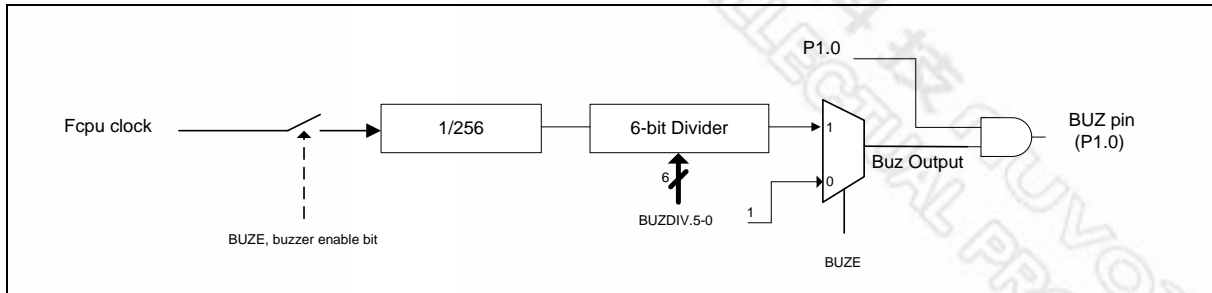 P1.0
Fcpu clock
1/256
6-bit Divider
1
BUZ pin
(P1.0)
Buz Output
6
0
BUZDIV.5-0
1
BUZE, buzzer enable bit
BUZE